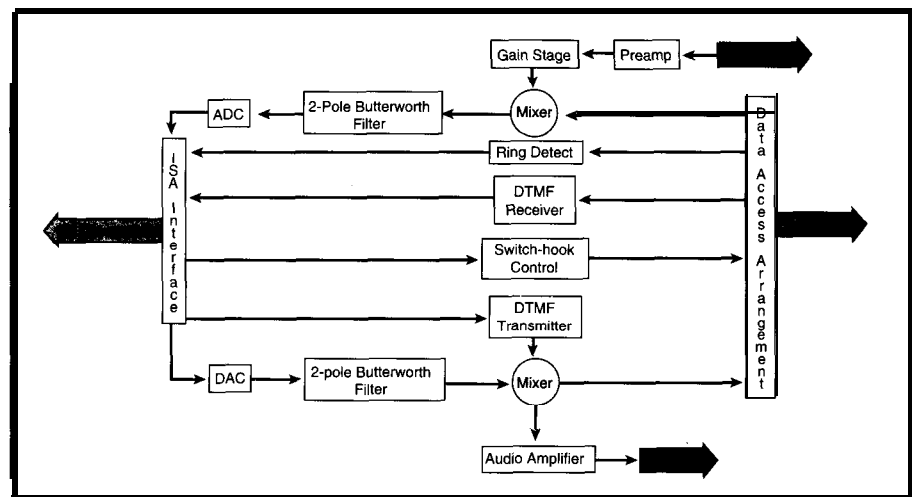 Gain Stage
Preamp
ADC
2-Pole Butterworth
Filter
Mixer
Ring Detect
DTMF
Receiver
ISA Interface
Data Access Arrangement
Switch-hook
Control
DTMF
Transmitter
DAC
2-pole Butterworth
Filter
Mixer
Audio Amplifier